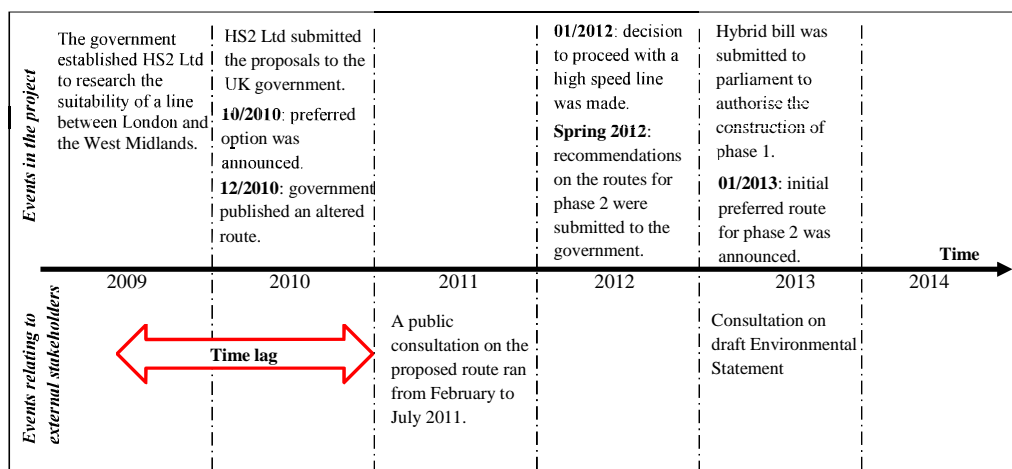 Events in the project
The government
established HS2 Ltd
to research the
suitability of a line
between London and
the West Midlands.
HS2 Ltd submitted
the proposals to the
UK government.
10/2010: preferred
option was
announced.
12/2010: government
published an altered
route.
01/2012: decision
to proceed with a
high speed line
was made.
Spring 2012:
recommendations
on the routes for
phase 2 were
submitted to the
government.
Hybrid bill was
submitted to
parliament to
authorise the
construction of
phase 1.
01/2013: initial
preferred route
for phase 2 was
announced.
Time
2009
2010
2011
2012
2013
2014
Events relating to
external stakeholders
Time lag
A public
consultation on the
proposed route ran
from February to
July 2011.
Consultation on
draft Environmental
Statement